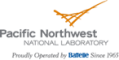 Pacific Northwest
NATIONAL LABORATORY
Proudly Operated by Battelle Since 1965